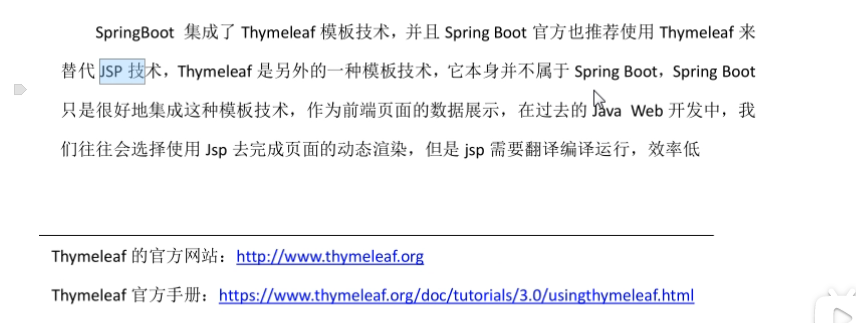 SpringBoot 集成了 Thymeleaf 模板技术，并且 Spring Boot 官方也推荐使用 Thymeleaf 来
替代 JSP 技术，Thymeleaf 是另外的一种模板技术，它本身并不属于 Spring Boot，Spring Boot
只是很好地集成这种模板技术，作为前端页面的数据展示，在过去的 Java Web 开发中，我
们往往会选择使用 Jsp 去完成页面的动态渲染，但是 jsp 需要翻译编译运行，效率低
Thymeleaf 的官方网站：http://www.thymeleaf.org
Thymeleaf 官方手册：https://www.thymeleaf.org/doc/tutorials/3.0/usingthymeleaf.html